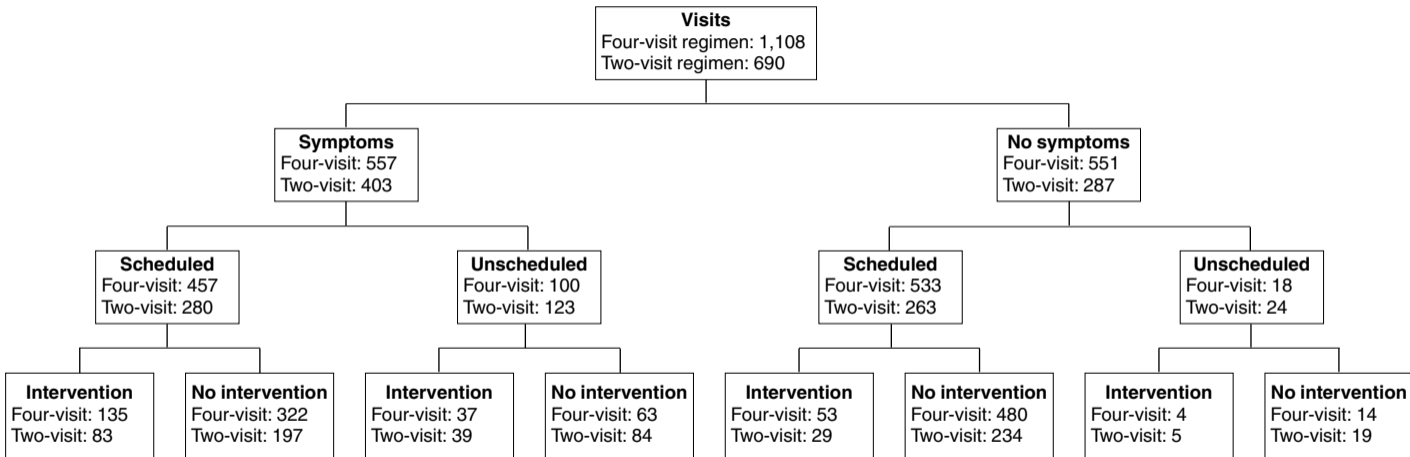 Visits
Four-visit regimen: 1,108
Two-visit regimen: 690
Symptoms
Four-visit: 557
Two-visit: 403
No symptoms
Four-visit: 551
Two-visit: 287
Scheduled
Four-visit: 457
Two-visit: 280
Unscheduled
Four-visit: 100
Two-visit: 123
Scheduled
Four-visit: 533
Two-visit: 263
Unscheduled
Four-visit: 18
Two-visit: 24
Intervention
Four-visit: 135
Two-visit: 83
No intervention
Four-visit: 322
Two-visit: 197
Intervention
Four-visit: 37
Two-visit: 39
No intervention
Four-visit: 63
Two-visit: 84
Intervention
Four-visit: 53
Two-visit: 29
No intervention
Four-visit: 480
Two-visit: 234
Intervention
Four-visit: 4
Two-visit: 5
No intervention
Four-visit: 14
Two-visit: 19